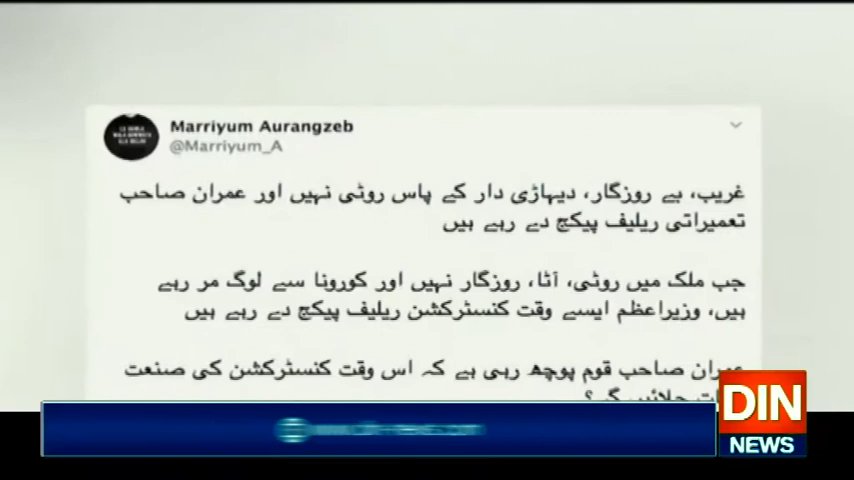 Marriyum Aurangzeb
@Marriyum_A
غریب، بے روزگار، دیہاڑی دار کے پاس روٹی نہیں اور عمران صاحب
تعمیراتی ریلیف پیکج دے رہے ہیں
جب ملک میں روٹی، آٹا، روزگار نہیں اور کورونا سے لوگ مر رہے
ہیں، وزیراعظم ایسے وقت کنسٹرکشن ریلیف پیکج دے رہے ہیں
عمران صاحب قوم پوچھ رہی ہے کہ اس وقت کنسٹرکشن کی صنعت
چلائیں گے؟
DIN
NEWS